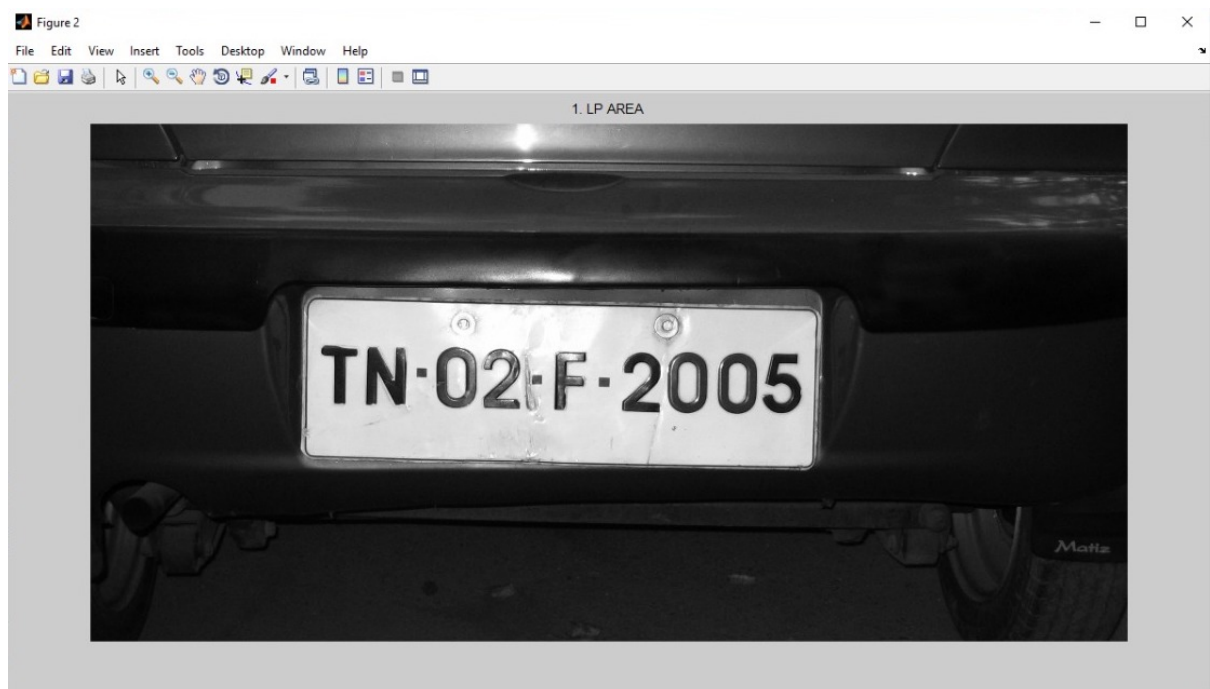 Figure 2
File Edit View Insert Tools Desktop Window Help
1. LP AREA
TN·02·F·2005
Matiz